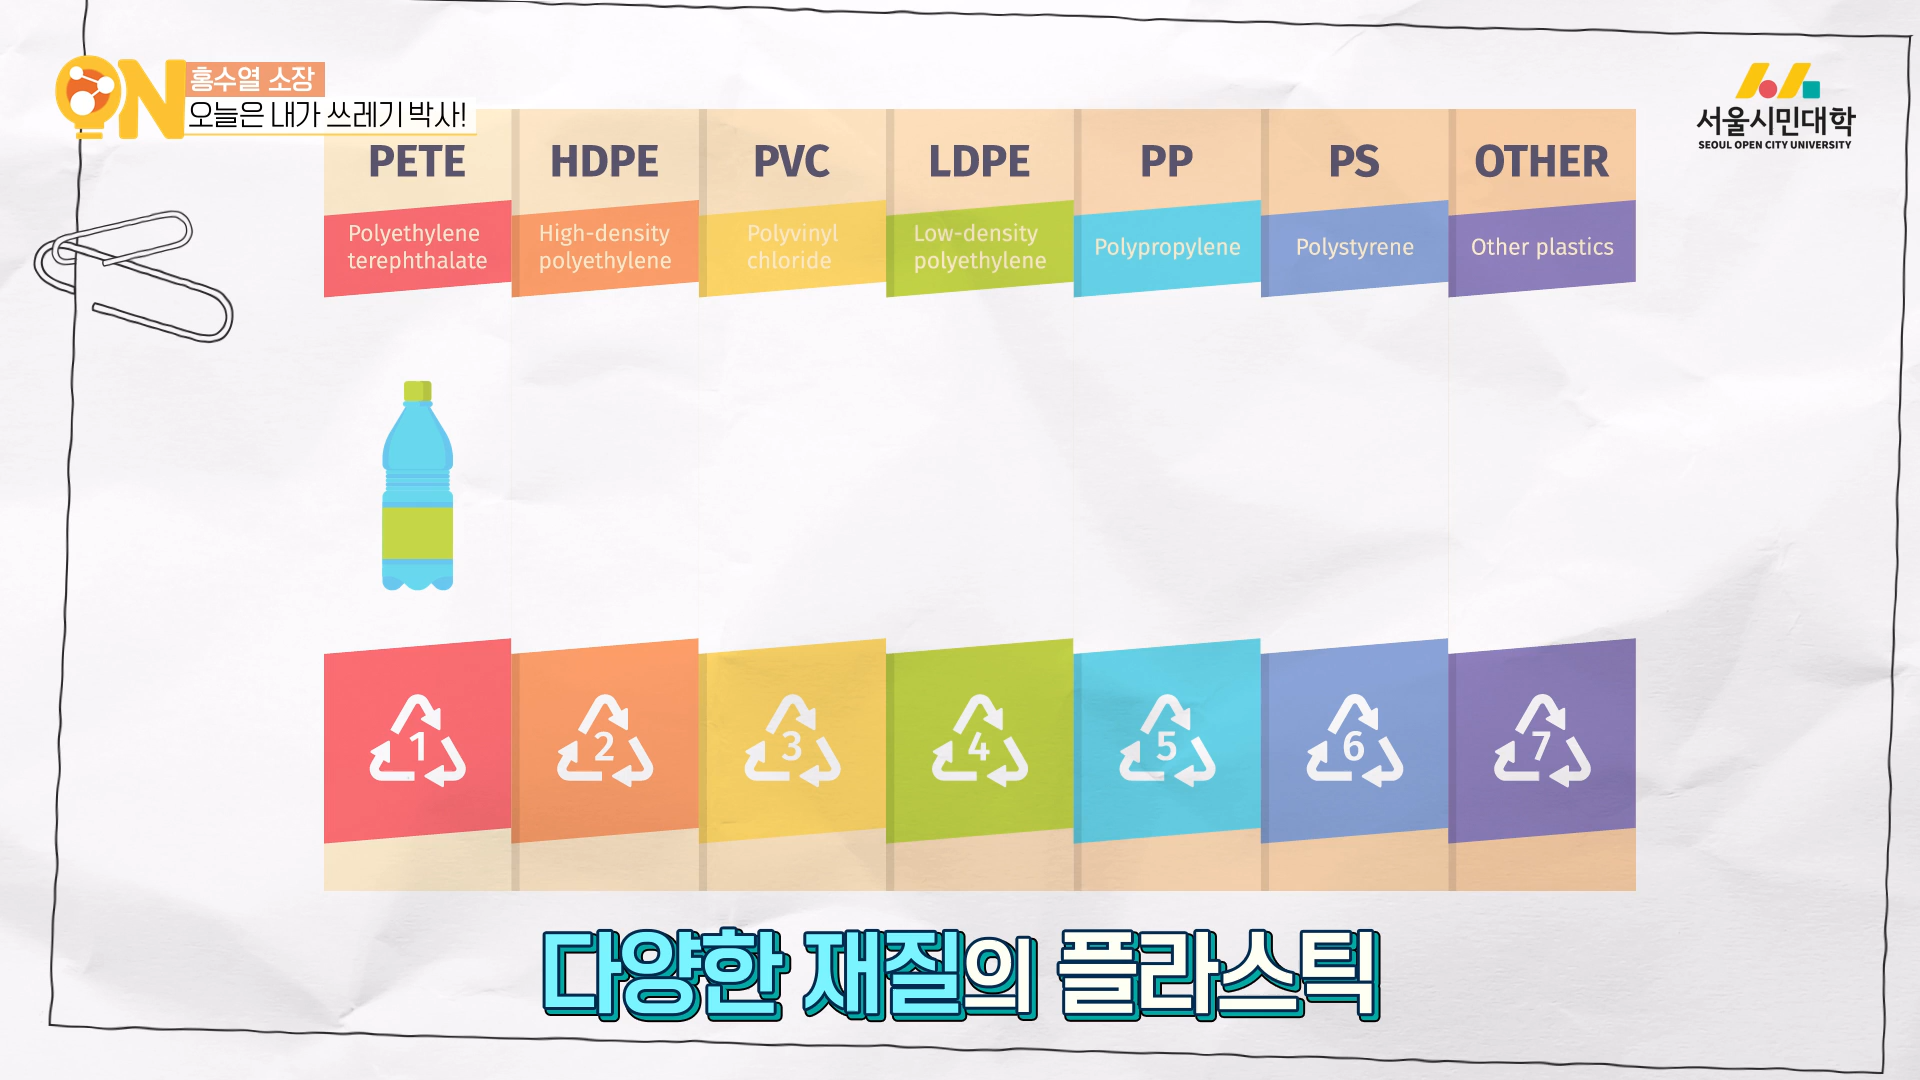 ON
홍수열 소장
오늘은 내가 쓰레기 박사!
서울시민대학
SEOUL OPEN CITY UNIVERSITY
PETE
HDPE
PVC
LDPE
PP
PS
OTHER
Polyethylene
terephthalate
High-density
polyethylene
Polyvinyl
chloride
Low-density
polyethylene
Polypropylene
Polystyrene
Other plastics
1
2
3
4
5
6
7
다양한 재질의 플라스틱